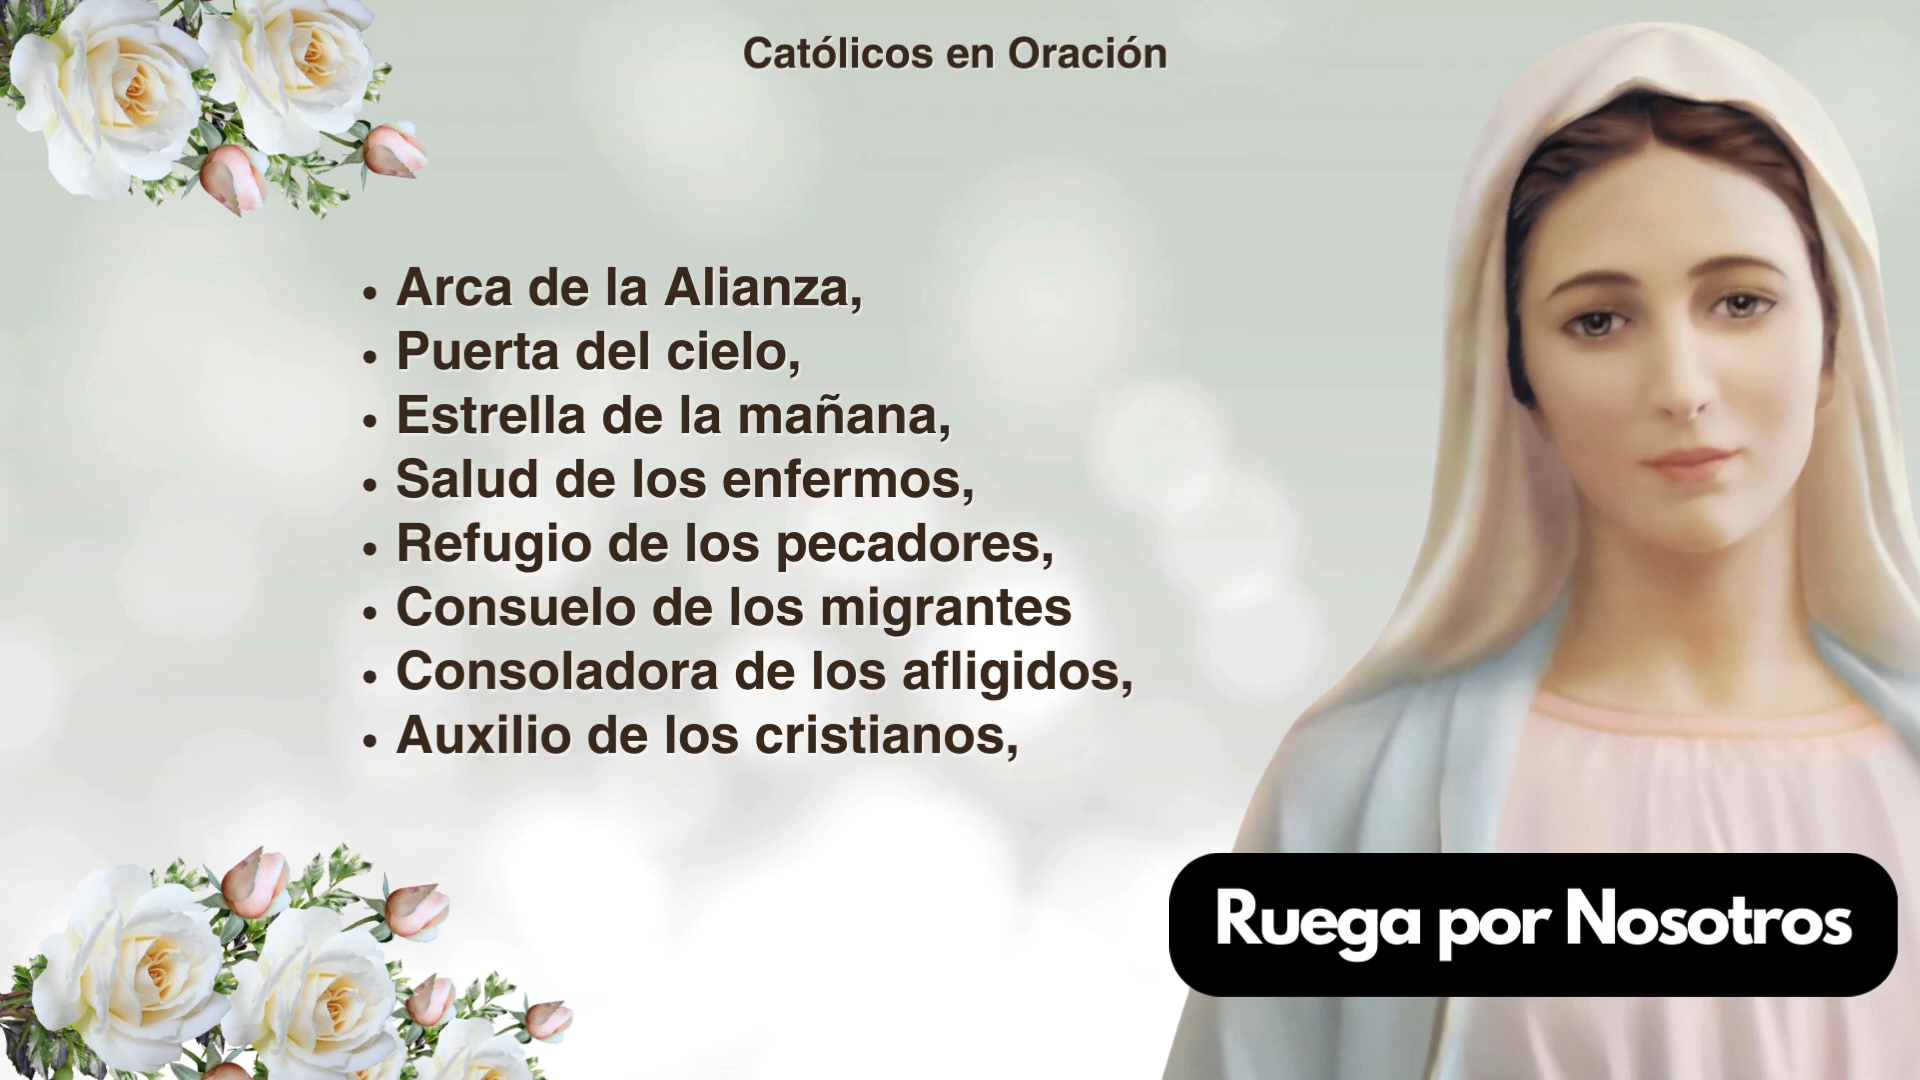 Católicos en Oración
• Arca de la Alianza,
• Puerta del cielo,
• Estrella de la mañana,
• Salud de los enfermos,
• Refugio de los pecadores,
• Consuelo de los migrantes
• Consoladora de los afligidos,
• Auxilio de los cristianos,
Ruega por Nosotros